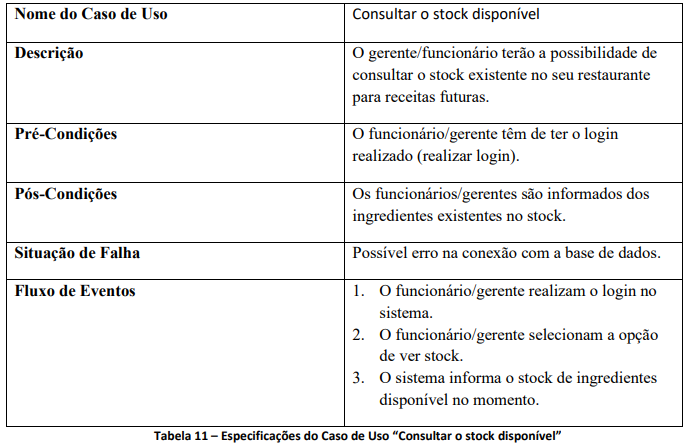 Nome do Caso de Uso
Consultar o stock disponível
Descrição
O gerente/funcionário terão a possibilidade de
consultar o stock existente no seu restaurante
para receitas futuras.
Pré-Condições
O funcionário/gerente têm de ter o login
realizado (realizar login).
Pós-Condições
Os funcionários/gerentes são informados dos
ingredientes existentes no stock.
Situação de Falha
Possível erro na conexão com a base de dados.
Fluxo de Eventos
1. O funcionário/gerente realizam o login no
sistema.
2. O funcionário/gerente selecionam a opção
de ver stock.
3. O sistema informa o stock de ingredientes
disponível no momento.
Tabela 11 – Especificações do Caso de Uso “Consultar o stock disponível”